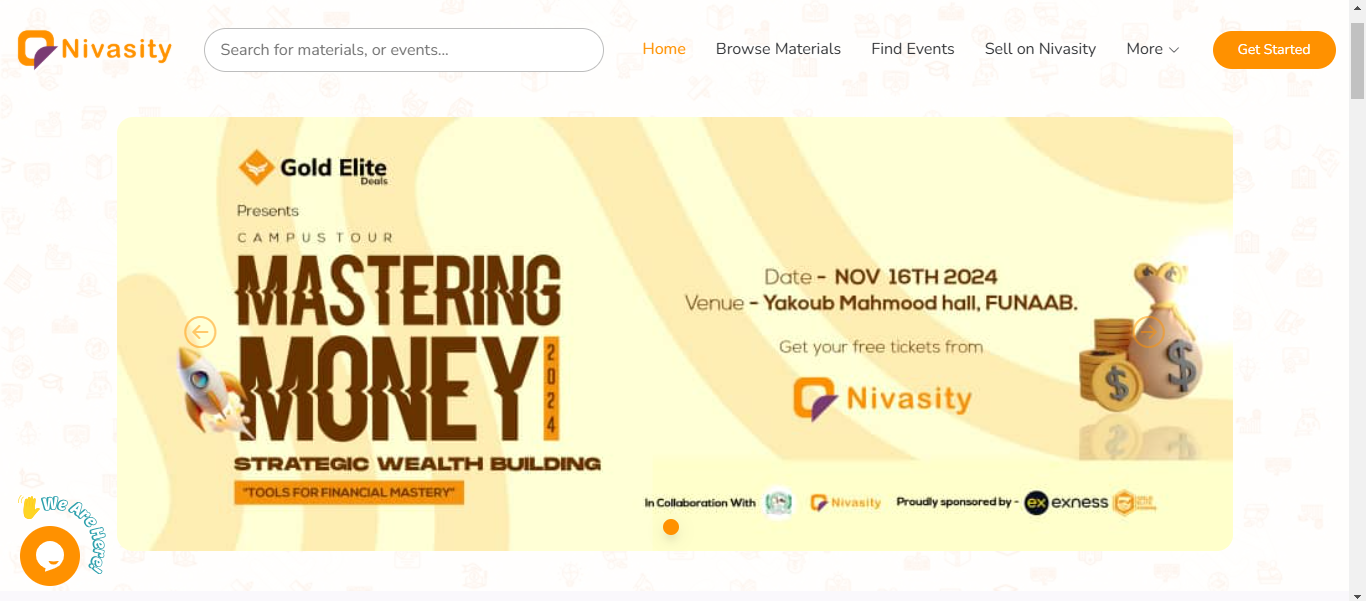 Nivasity
Search for materials, or events...
Home
Browse Materials
Find Events
Sell on Nivasity
More
Get Started
Gold Elite
Deals
Presents
CAMPUS TOUR
MASTERING
MONEY
2024
STRATEGIC WEALTH BUILDING
"TOOLS FOR FINANCIAL MASTERY"
Date - NOV 16TH 2024
Venue - Yakoub Mahmood hall, FUNAAB.
Get your free tickets from
Nivasity
$
$
In Collaboration With
Nivasity
Proudly sponsored by -
ex
exness
We Are Here!